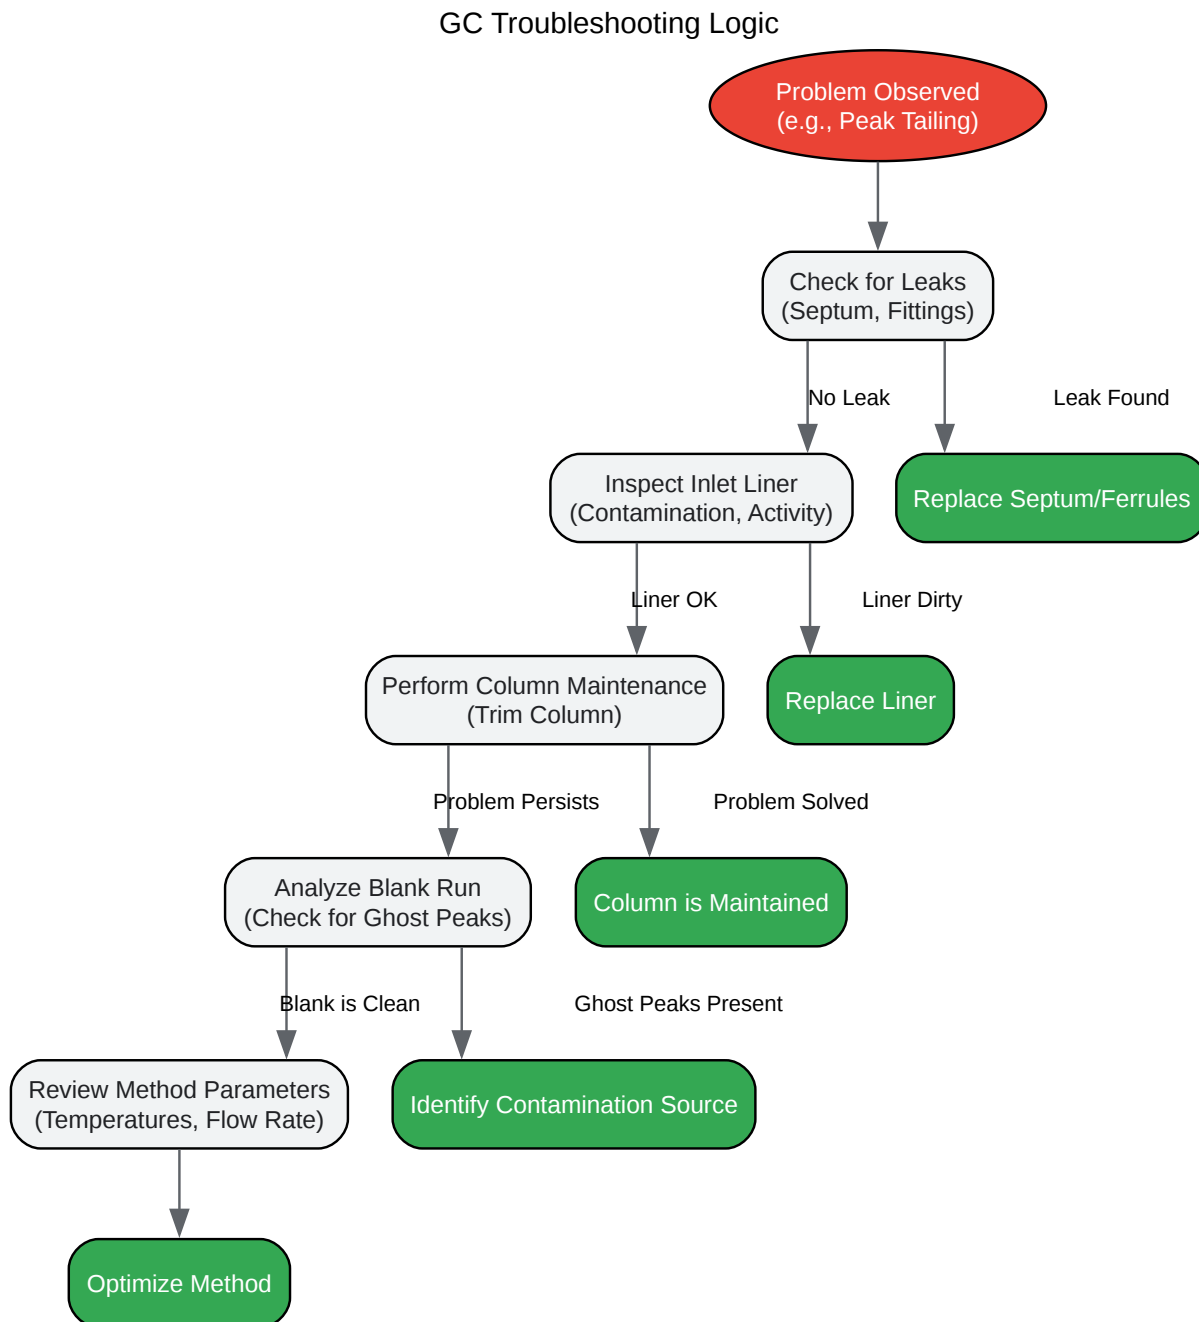 GC Troubleshooting Logic
Problem Observed
(e.g., Peak Tailing)
Check for Leaks
(Septum, Fittings)
No Leak
Leak Found
Inspect Inlet Liner
(Contamination, Activity)
Replace Septum/Ferrules
Liner OK
Liner Dirty
Perform Column Maintenance
(Trim Column)
Replace Liner
Problem Persists
Problem Solved
Analyze Blank Run
(Check for Ghost Peaks)
Column is Maintained
Blank is Clean
Ghost Peaks Present
Review Method Parameters
(Temperatures, Flow Rate)
Identify Contamination Source
Optimize Method